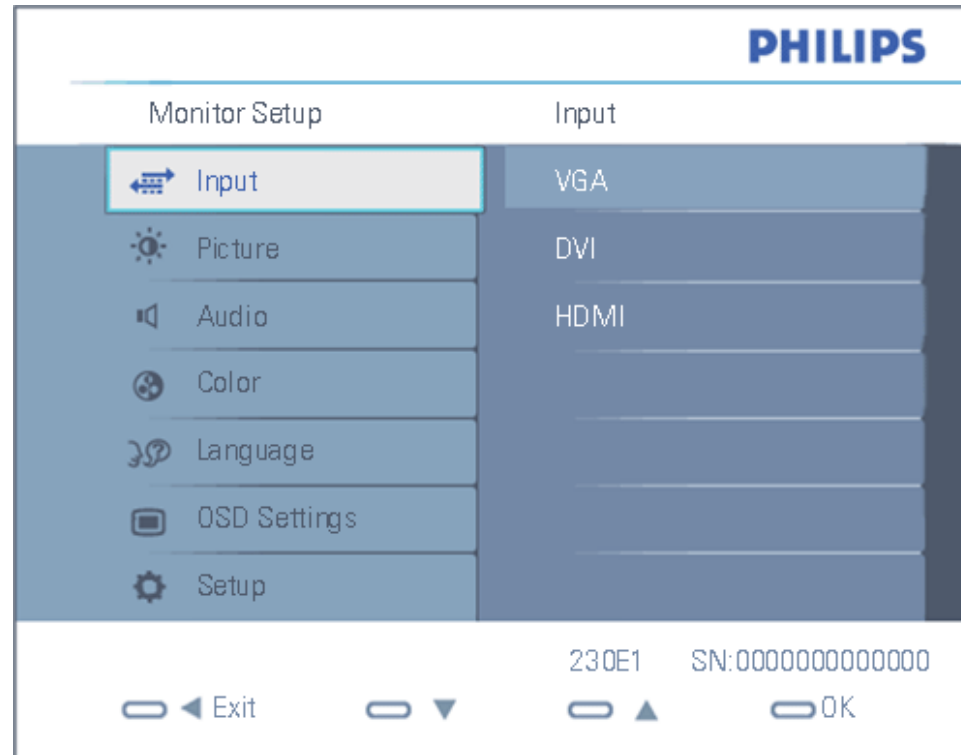 PHILIPS
Monitor Setup Input
Input VGA
Picture DVI
Audio HDMI
Color
Language
OSD Settings
Setup
230E1 SN:0000000000000
Exit OK